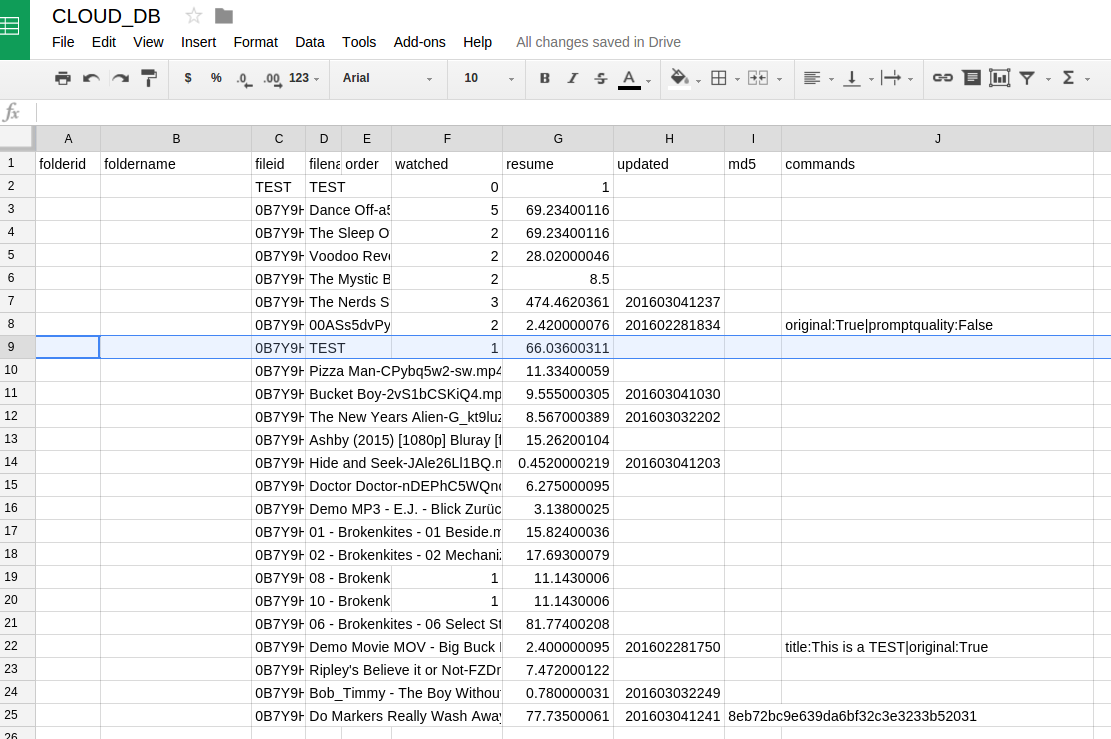 CLOUD_DB
File Edit View Insert Format Data Tools Add-ons Help All changes saved in Drive
$ % .0 .00 123 Arial 10 B I S A Σ
fx
A B C D E F G H I J
1 folderid foldername fileid filena order watched resume updated md5 commands
2 TEST TEST 0 1
3 0B7Y9H Dance Off-a5 5 69.23400116
4 0B7Y9H The Sleep O 2 69.23400116
5 0B7Y9H Voodoo Reve 2 28.02000046
6 0B7Y9H The Mystic B 2 8.5
7 0B7Y9H The Nerds S 3 474.4620361 201603041237
8 0B7Y9H 00ASs5dvPy 2 2.420000076 201602281834 original:True|promptquality:False
9 0B7Y9H TEST 1 66.03600311
10 0B7Y9H Pizza Man-CPybq5w2-sw.mp4 11.33400059
11 0B7Y9H Bucket Boy-2vS1bCSKiQ4.mp 9.555000305 201603041030
12 0B7Y9H The New Years Alien-G_kt9luz 8.567000389 201603032202
13 0B7Y9H Ashby (2015) [1080p] Bluray [f 15.26200104
14 0B7Y9H Hide and Seek-JAle26Ll1BQ.m 0.4520000219 201603041203
15 0B7Y9H Doctor Doctor-nDEPhC5WQno 6.275000095
16 0B7Y9H Demo MP3 - E.J. - Blick Zurüc 3.13800025
17 0B7Y9H 01 - Brokenkites - 01 Beside.m 15.82400036
18 0B7Y9H 02 - Brokenkites - 02 Mechani 17.69300079
19 0B7Y9H 08 - Brokenk 1 11.1430006
20 0B7Y9H 10 - Brokenk 1 11.1430006
21 0B7Y9H 06 - Brokenkites - 06 Select St 81.77400208
22 0B7Y9H Demo Movie MOV - Big Buck 2.400000095 201602281750 title:This is a TEST|original:True
23 0B7Y9H Ripley's Believe it or Not-FZDr 7.472000122
24 0B7Y9H Bob_Timmy - The Boy Withou 0.780000031 201603032249
25 0B7Y9H Do Markers Really Wash Away 77.73500061 201603041241 8eb72bc9e639da6bf32c3e3233b52031
26